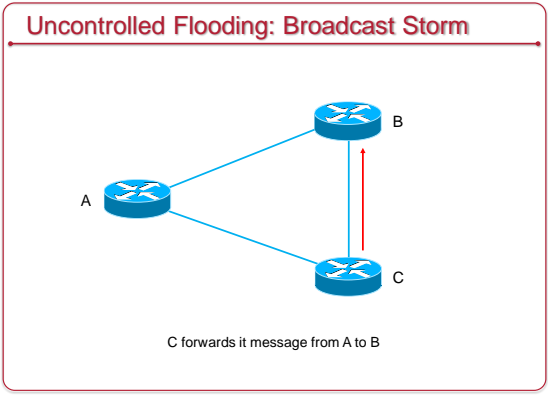 Uncontrolled Flooding: Broadcast Storm
B
A
C
C forwards it message from A to B